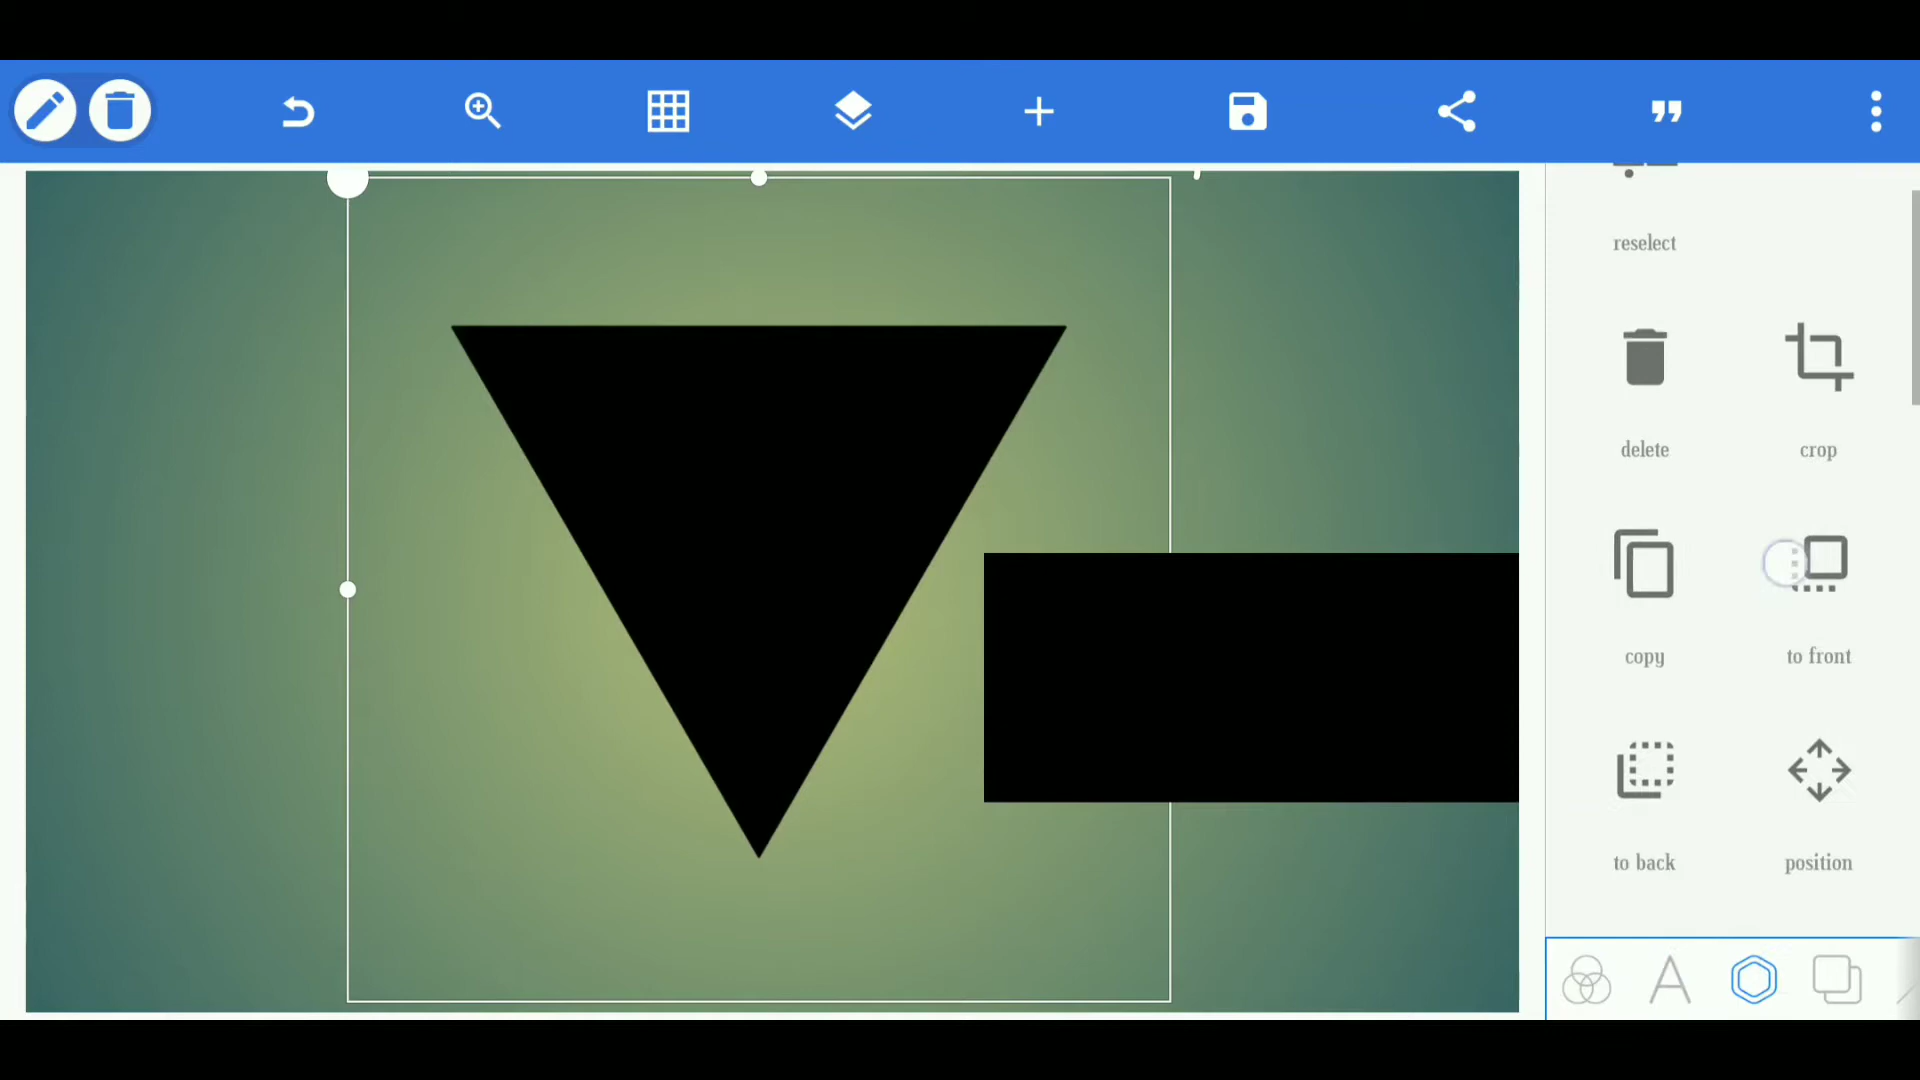 reselect
delete
crop
copy
to front
to back
position